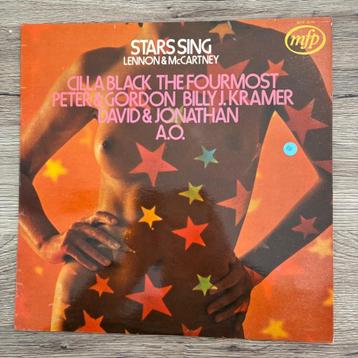 STARS SING
LENNON & McCARTNEY
mfp
CILLA BLACK THE FOURMOST
PETER & GORDON BILLY J. KRAMER
DAVID & JONATHAN
A.O.